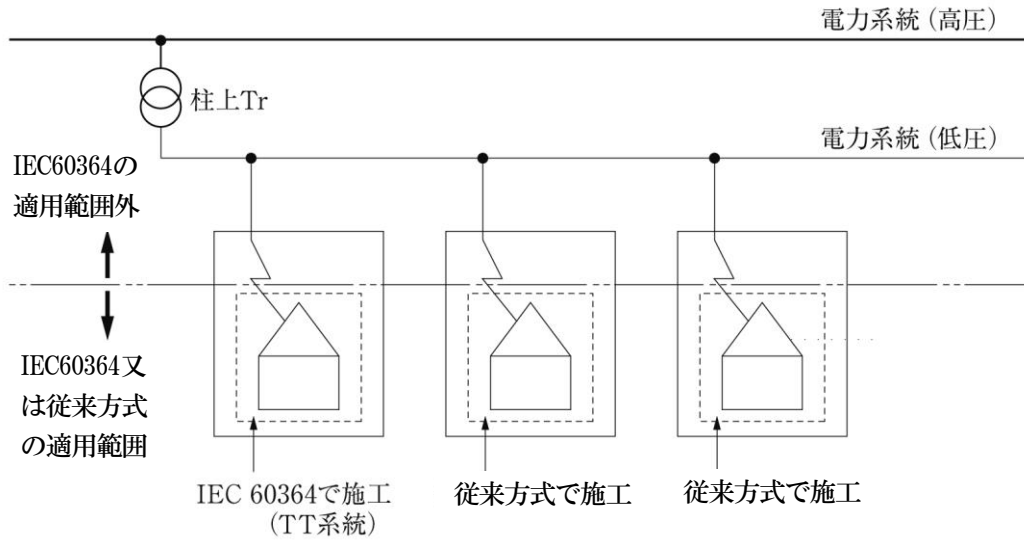 電力系統（高圧）
柱上Tr
電力系統（低圧）
IEC60364の
適用範囲外
IEC60364又
は従来方式
の適用範囲
IEC 60364で施工
（TT系統）
従来方式で施工
従来方式で施工